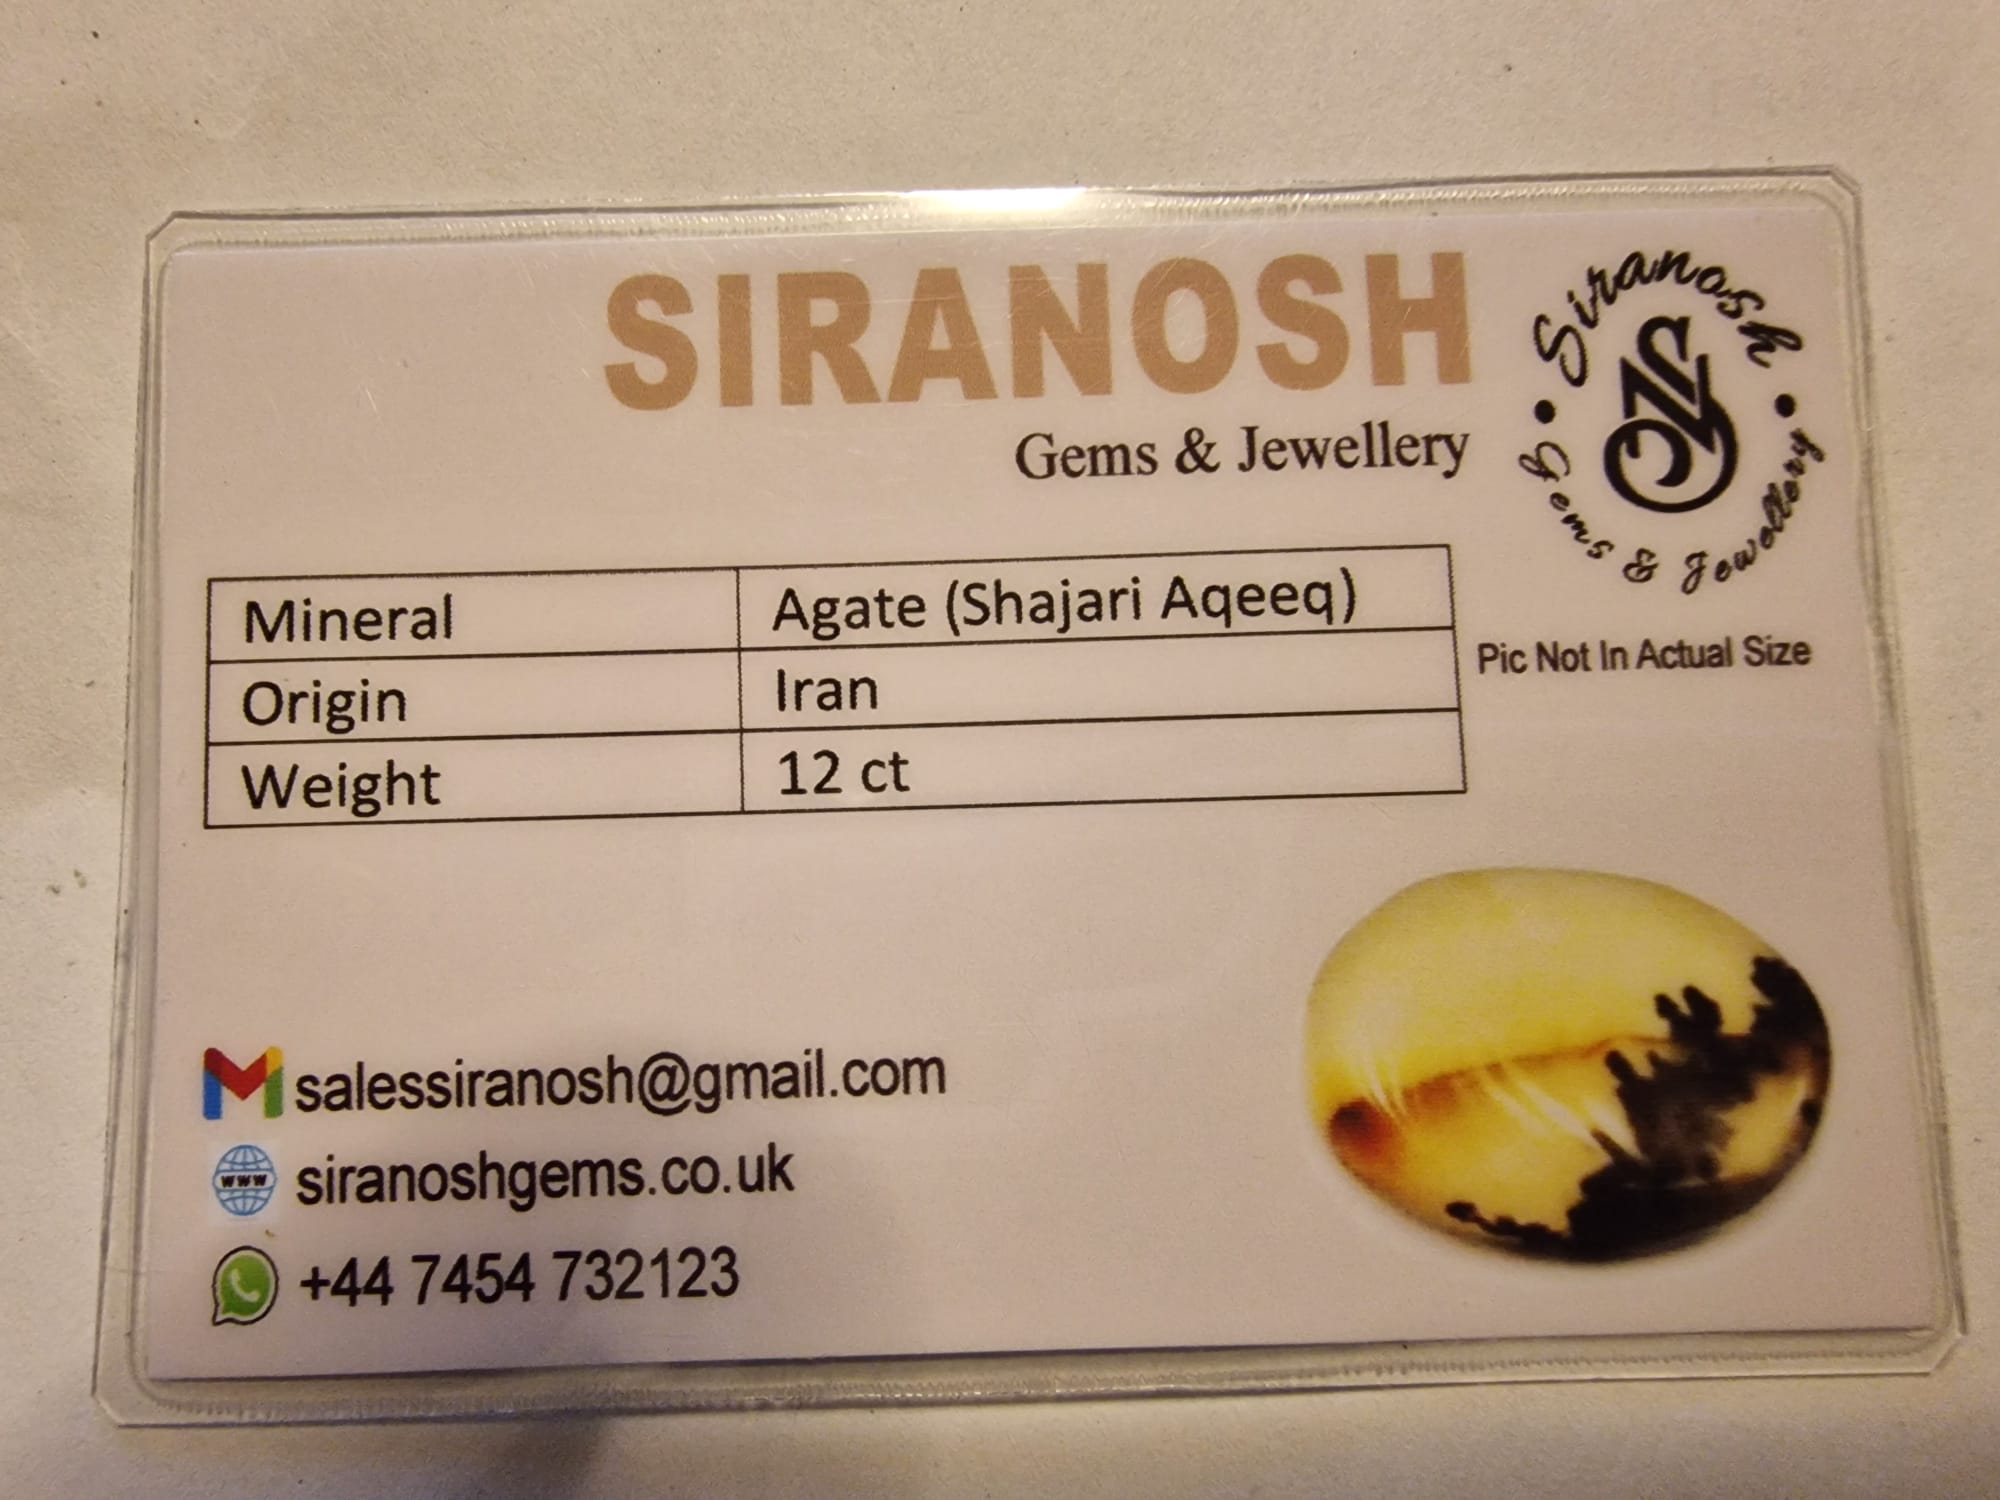 SIRANOSH
Gems & Jewellery
Siranosh
Gems & Jewellery
Mineral Agate (Shajari Aqeeq)
Origin Iran
Weight 12 ct
Pic Not In Actual Size
salessiranosh@gmail.com
www siranoshgems.co.uk
+44 7454 732123